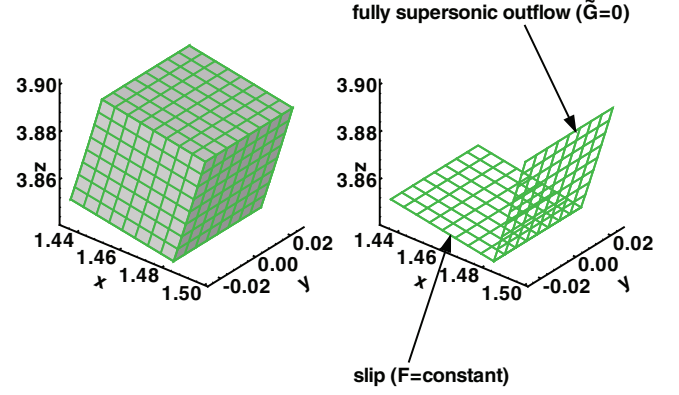 fully supersonic outflow (G̃=0)
3.90
3.88
3.86
z
1.44
1.46
1.48
1.50
x
-0.02
0.00
0.02
y
3.90
3.88
3.86
z
1.44
1.46
1.48
1.50
x
-0.02
0.00
0.02
y
slip (F=constant)